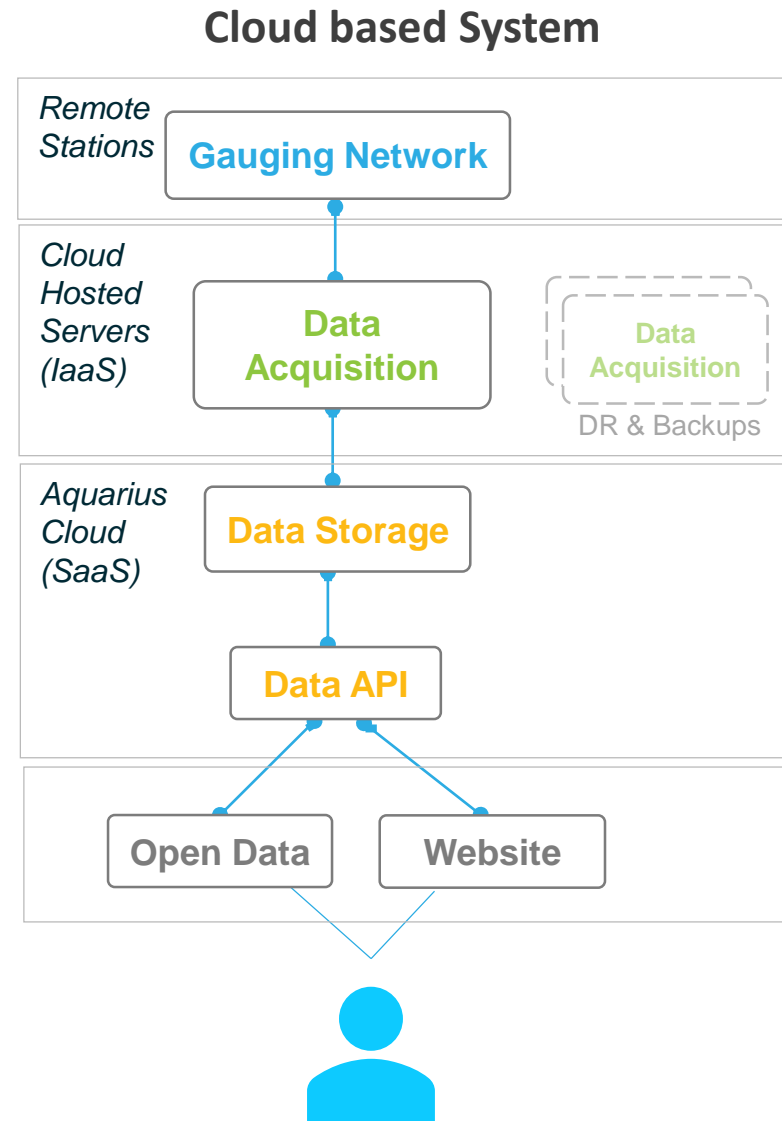 Cloud based System
Remote
Stations
Gauging Network
Cloud
Hosted
Servers
(IaaS)
Data
Acquisition
Data
Acquisition
DR & Backups
Aquarius
Cloud
(SaaS)
Data Storage
Data API
Open Data
Website